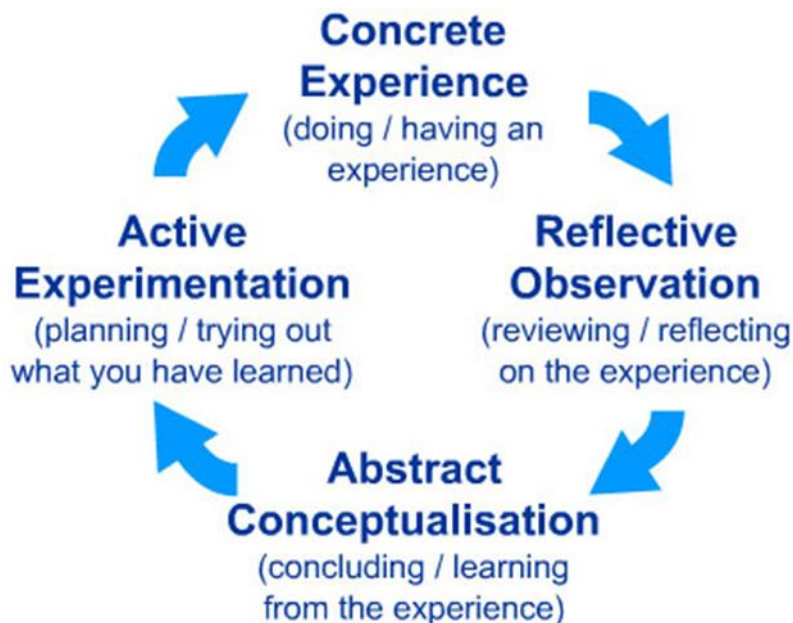 Concrete
Experience
(doing / having an
experience)
Active
Experimentation
(planning / trying out
what you have learned)
Reflective
Observation
(reviewing / reflecting
on the experience)
Abstract
Conceptualisation
(concluding / learning
from the experience)